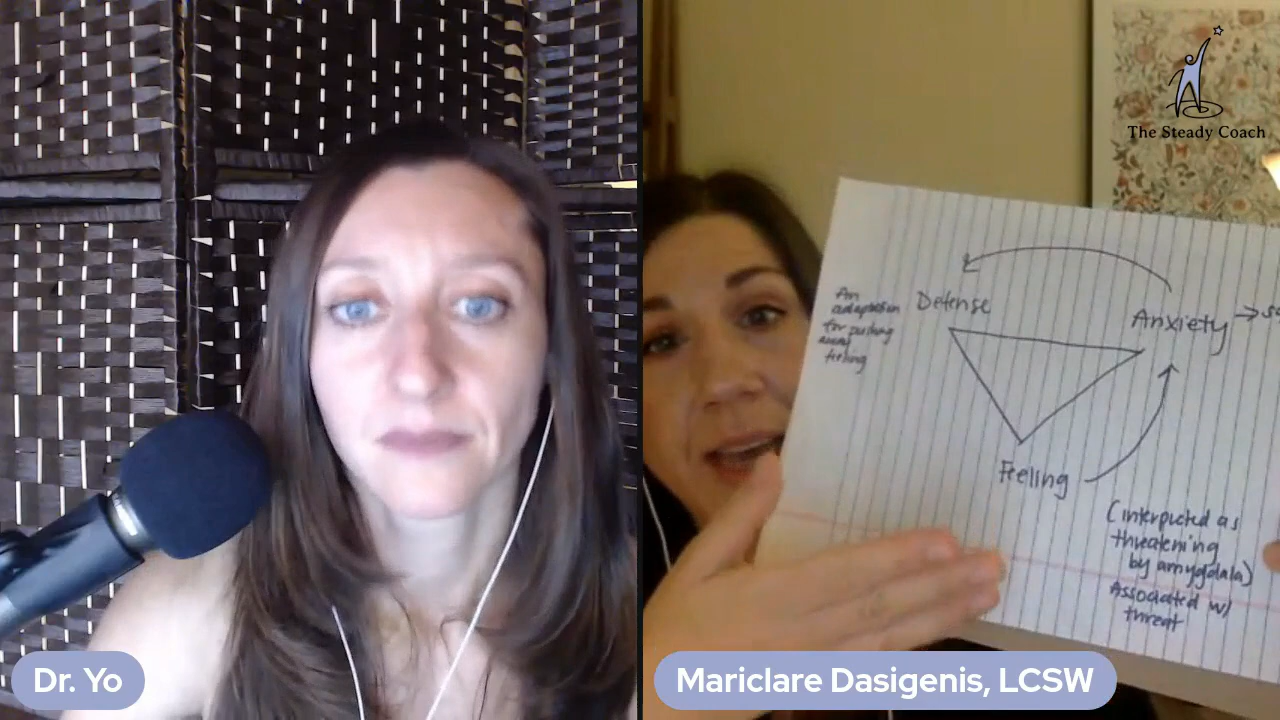 The Steady Coach
Defense
Anxiety →
An
adaptation
for pushing
away
feeling
Feeling
(interpreted as
threatening
by amygdala)
Associated w/
threat
Dr. Yo
Mariclare Dasigenis, LCSW